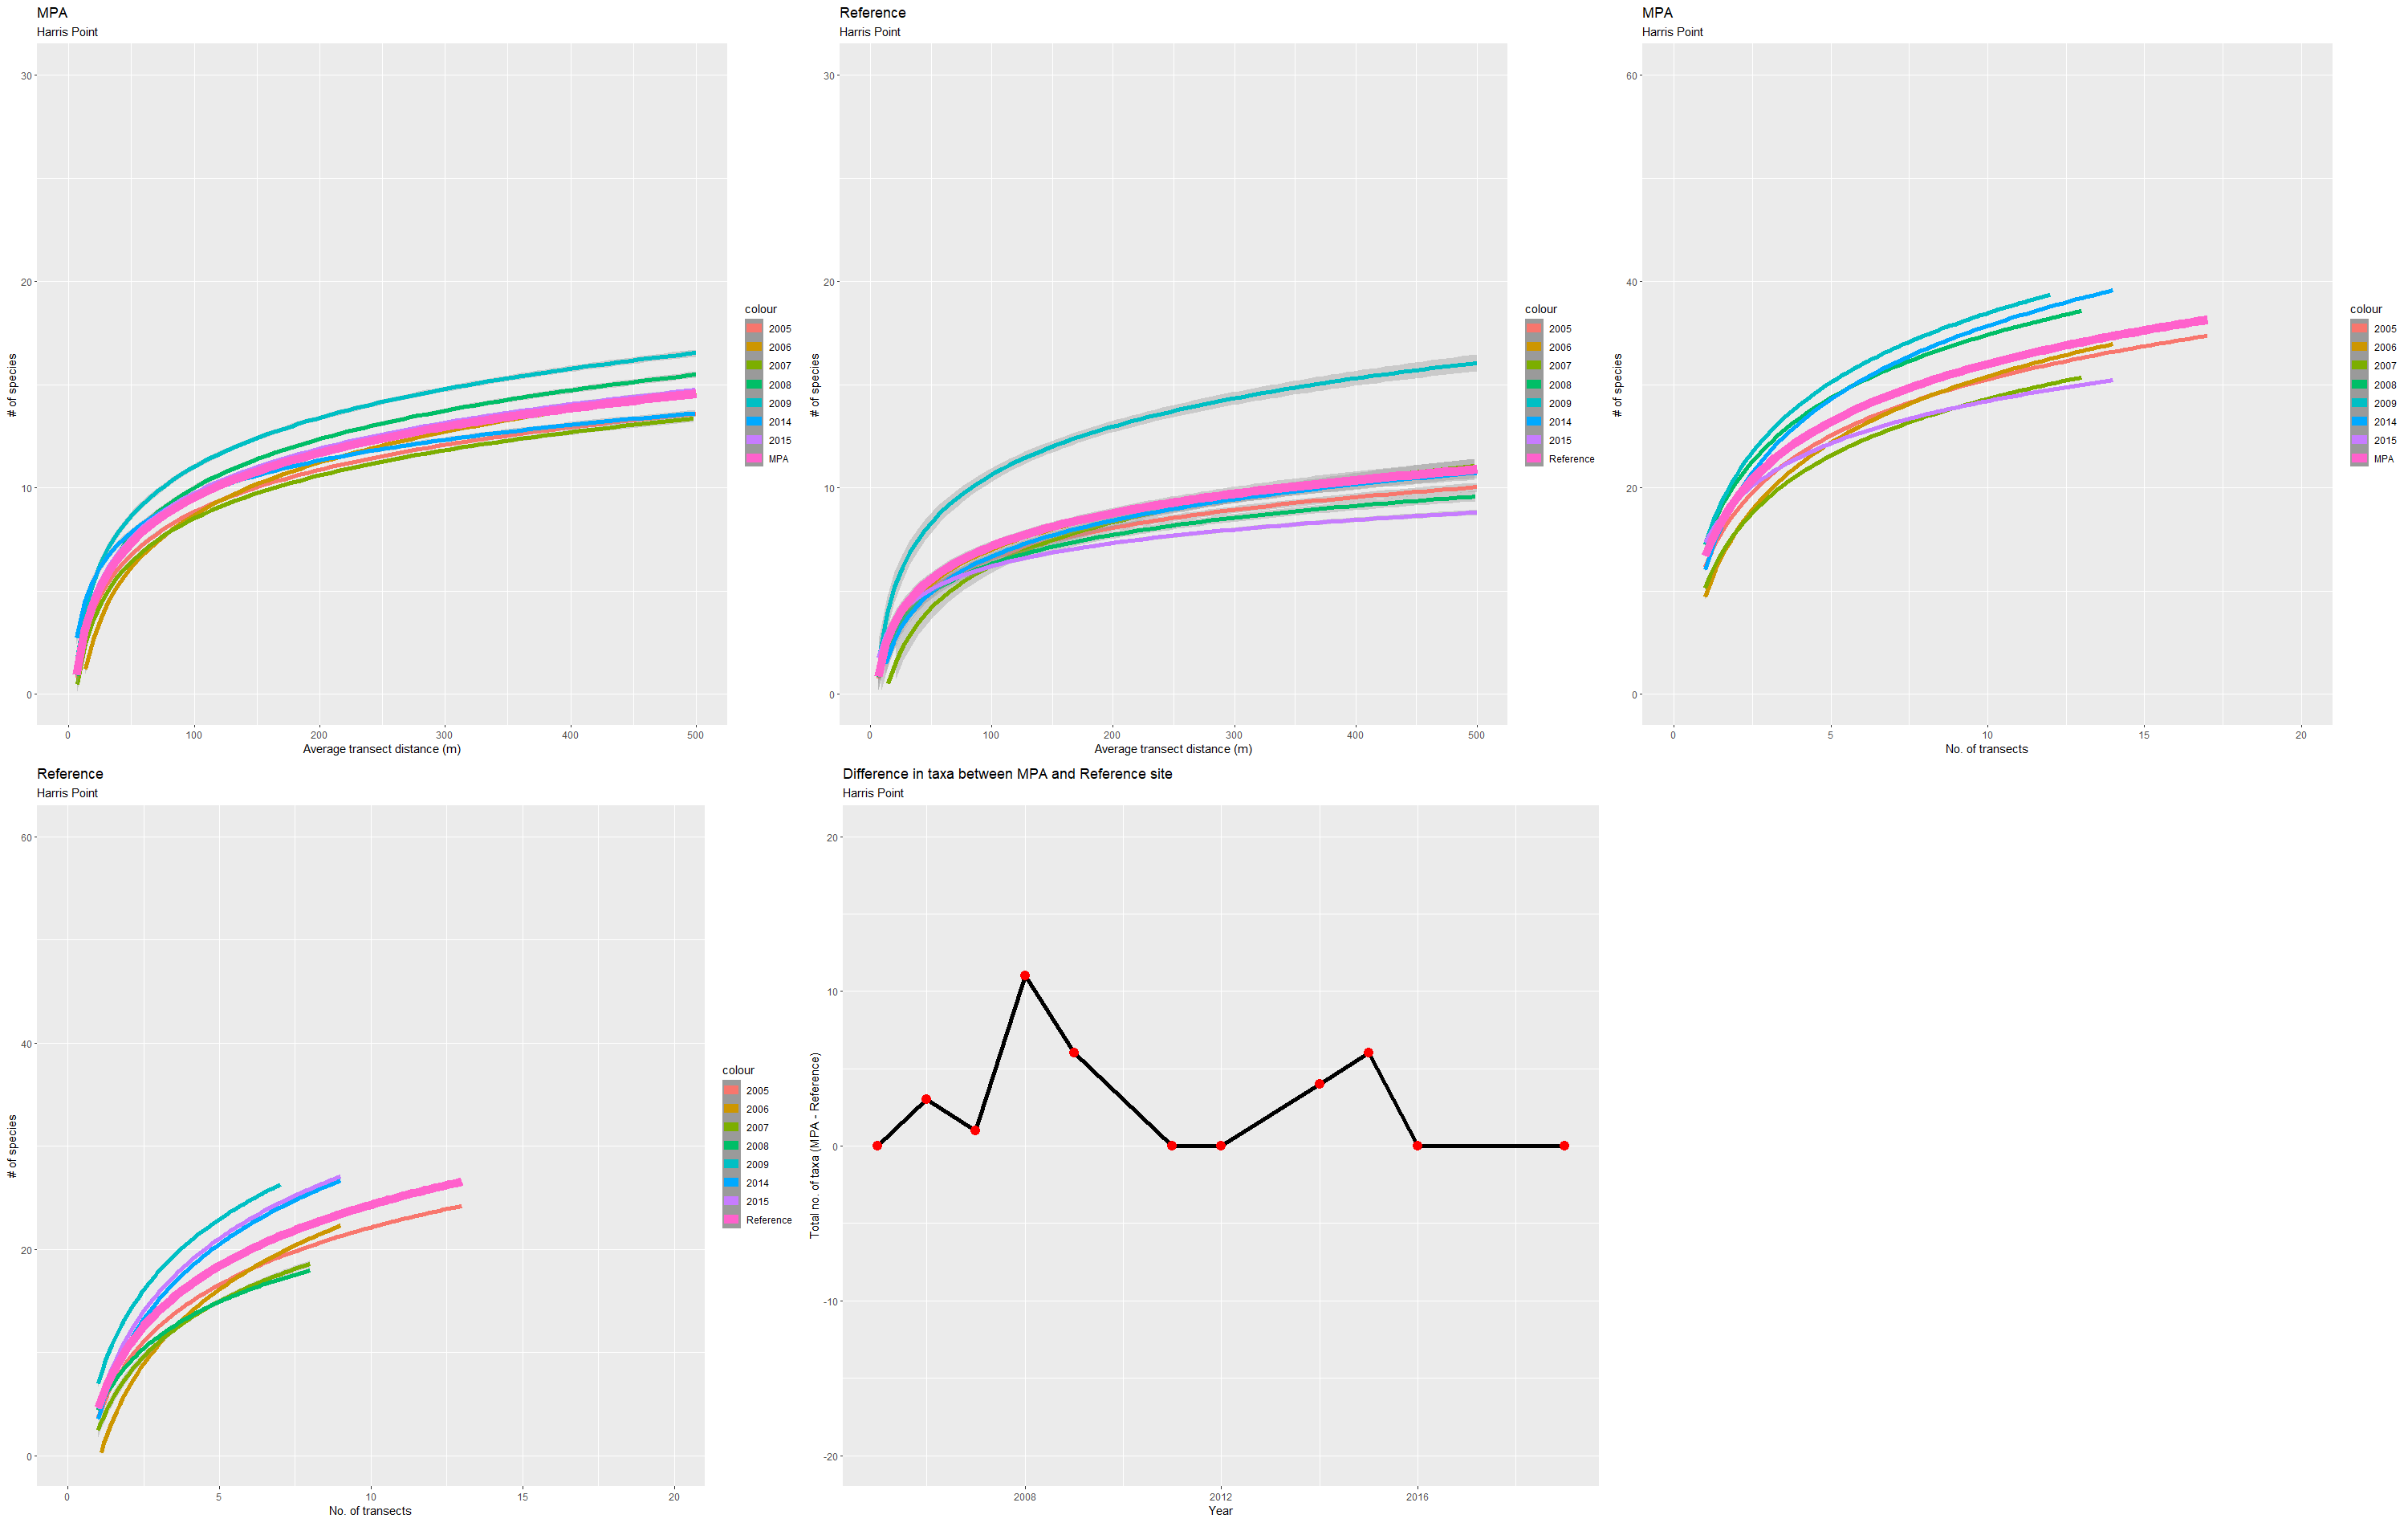 MPA
Harris Point
# of species
30
20
10
0
0 100 200 300 400 500
Average transect distance (m)
colour
2005
2006
2007
2008
2009
2014
2015
MPA
Reference
Harris Point
# of species
30
20
10
0
0 100 200 300 400 500
Average transect distance (m)
colour
2005
2006
2007
2008
2009
2014
2015
Reference
MPA
Harris Point
# of species
60
40
20
0
0 5 10 15 20
No. of transects
colour
2005
2006
2007
2008
2009
2014
2015
MPA
Reference
Harris Point
# of species
60
40
20
0
0 5 10 15 20
No. of transects
colour
2005
2006
2007
2008
2009
2014
2015
Reference
Difference in taxa between MPA and Reference site
Harris Point
Total no. of taxa (MPA - Reference)
20
10
0
-10
-20
2008 2012 2016
Year